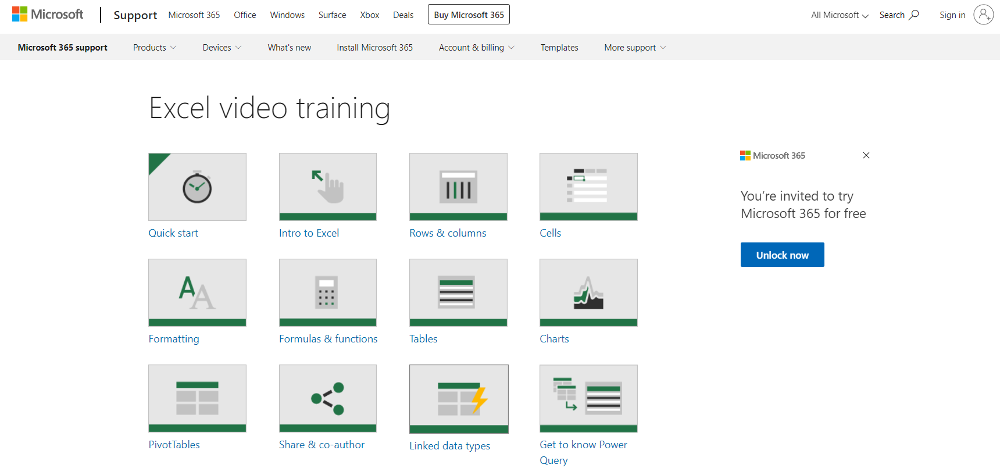 Microsoft
Support
Microsoft 365
Office
Windows
Surface
Xbox
Deals
Buy Microsoft 365
All Microsoft
Search
Sign in
Microsoft 365 support
Products
Devices
What's new
Install Microsoft 365
Account & billing
Templates
More support
Excel video training
Quick start
Intro to Excel
Rows & columns
Cells
Formatting
Formulas & functions
Tables
Charts
PivotTables
Share & co-author
Linked data types
Get to know Power
Query
Microsoft 365
You’re invited to try
Microsoft 365 for free
Unlock now